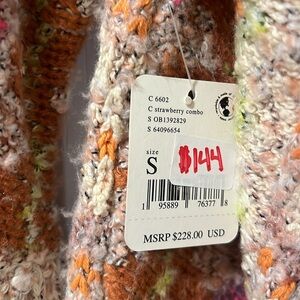 C 6602
C strawberry combo
S OB1392829
S 64096654
size
S
$144
1 95889 76377 8
MSRP $228.00 USD